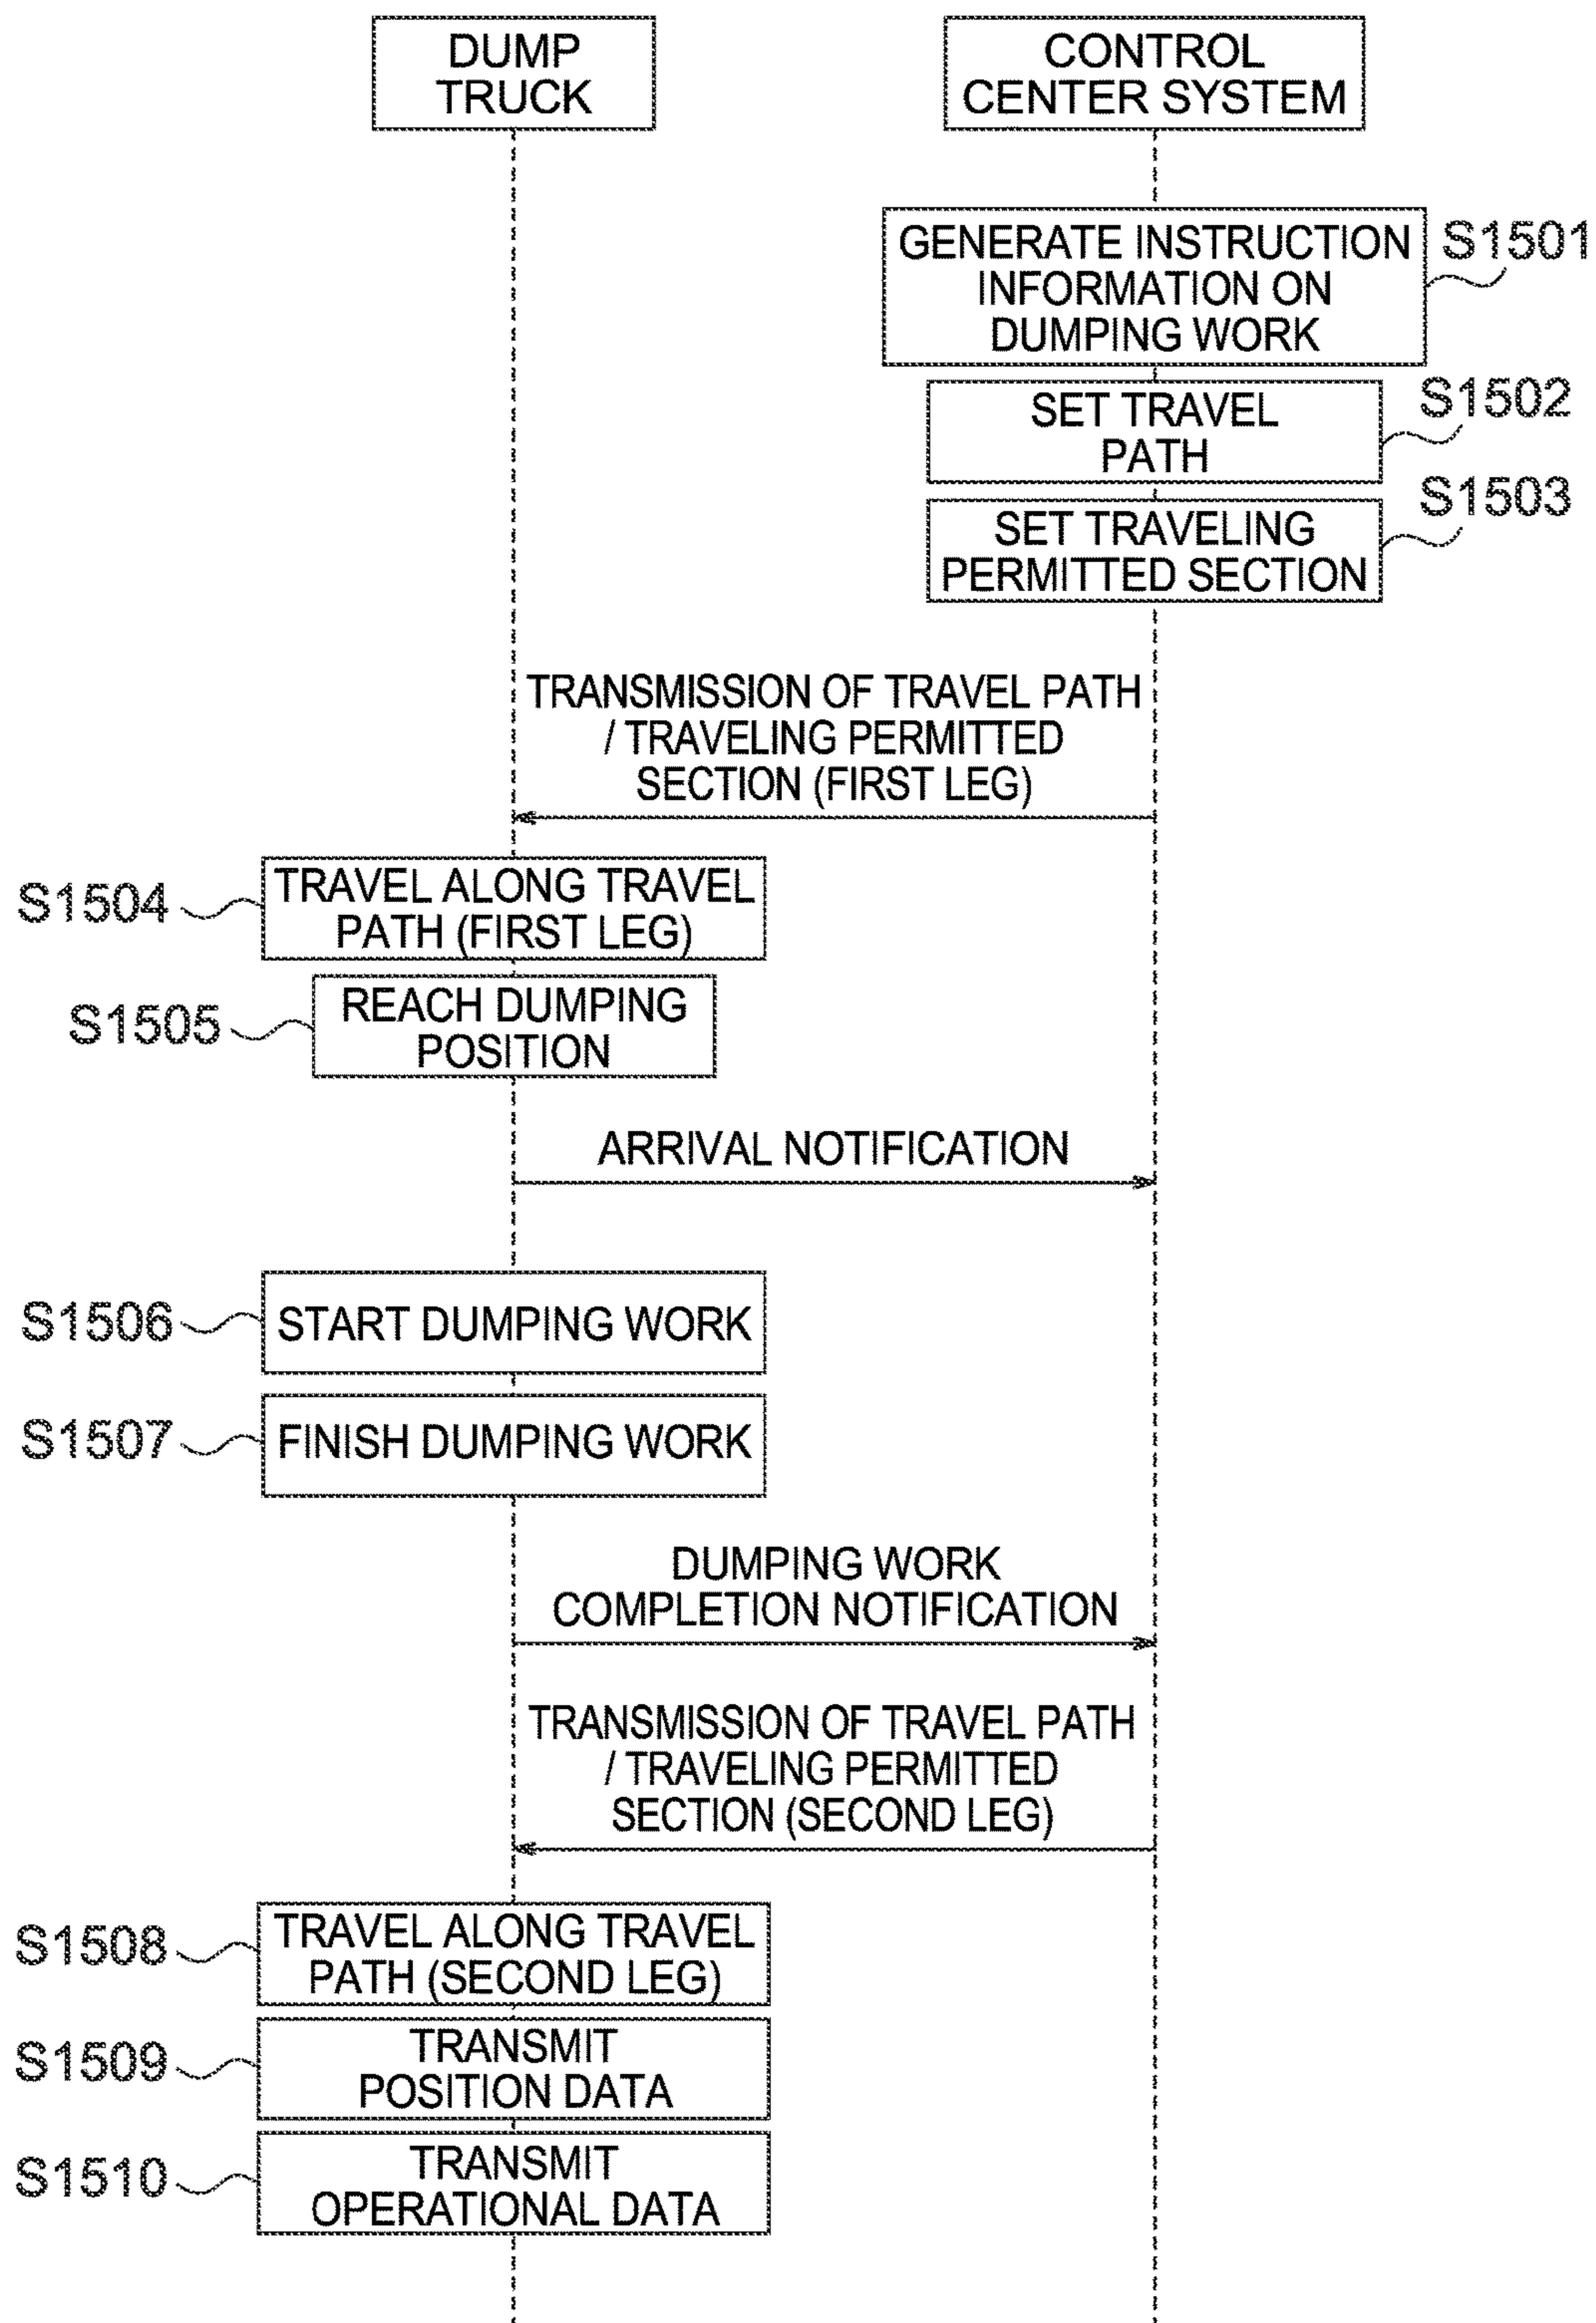 DUMP
TRUCK
CONTROL
CENTER SYSTEM
GENERATE INSTRUCTION
INFORMATION ON
DUMPING WORK
S1501
SET TRAVEL
PATH
S1502
SET TRAVELING
PERMITTED SECTION
S1503
TRANSMISSION OF TRAVEL PATH
/ TRAVELING PERMITTED
SECTION (FIRST LEG)
S1504
TRAVEL ALONG TRAVEL
PATH (FIRST LEG)
S1505
REACH DUMPING
POSITION
ARRIVAL NOTIFICATION
S1506
START DUMPING WORK
S1507
FINISH DUMPING WORK
DUMPING WORK
COMPLETION NOTIFICATION
TRANSMISSION OF TRAVEL PATH
/ TRAVELING PERMITTED
SECTION (SECOND LEG)
S1508
TRAVEL ALONG TRAVEL
PATH (SECOND LEG)
S1509
TRANSMIT
POSITION DATA
S1510
TRANSMIT
OPERATIONAL DATA